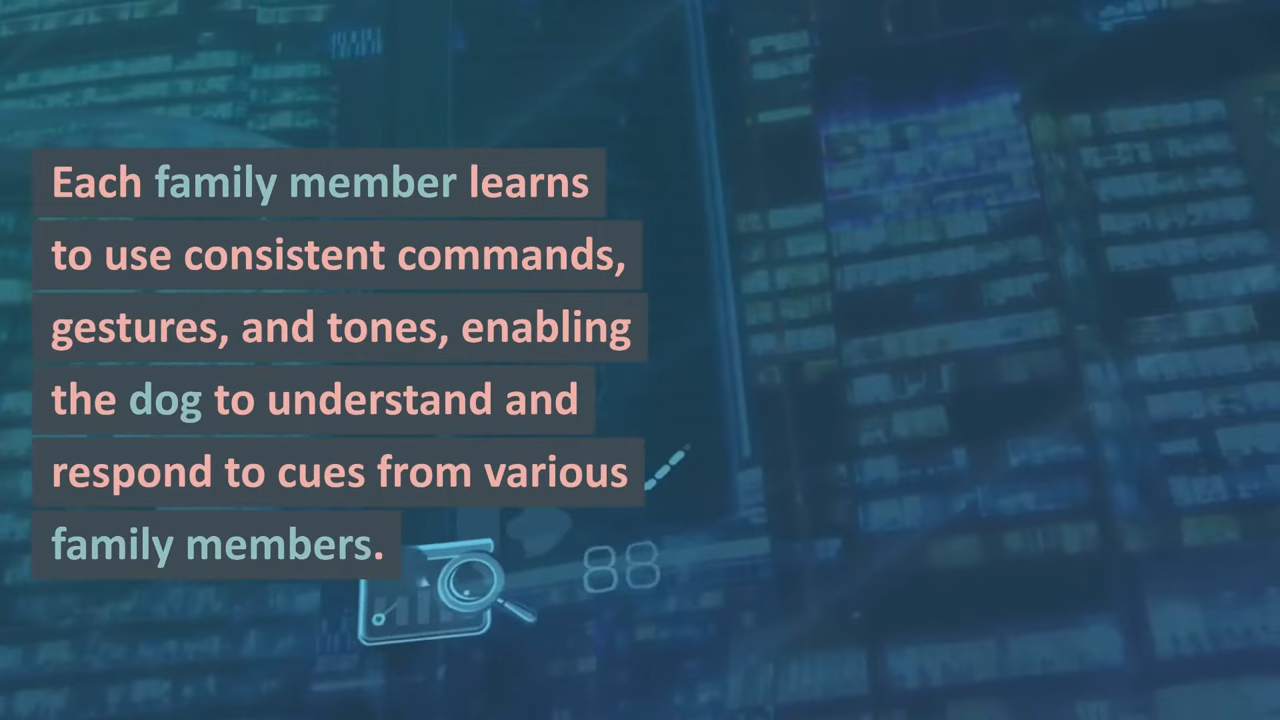 Each family member learns
to use consistent commands,
gestures, and tones, enabling
the dog to understand and
respond to cues from various
family members.
88